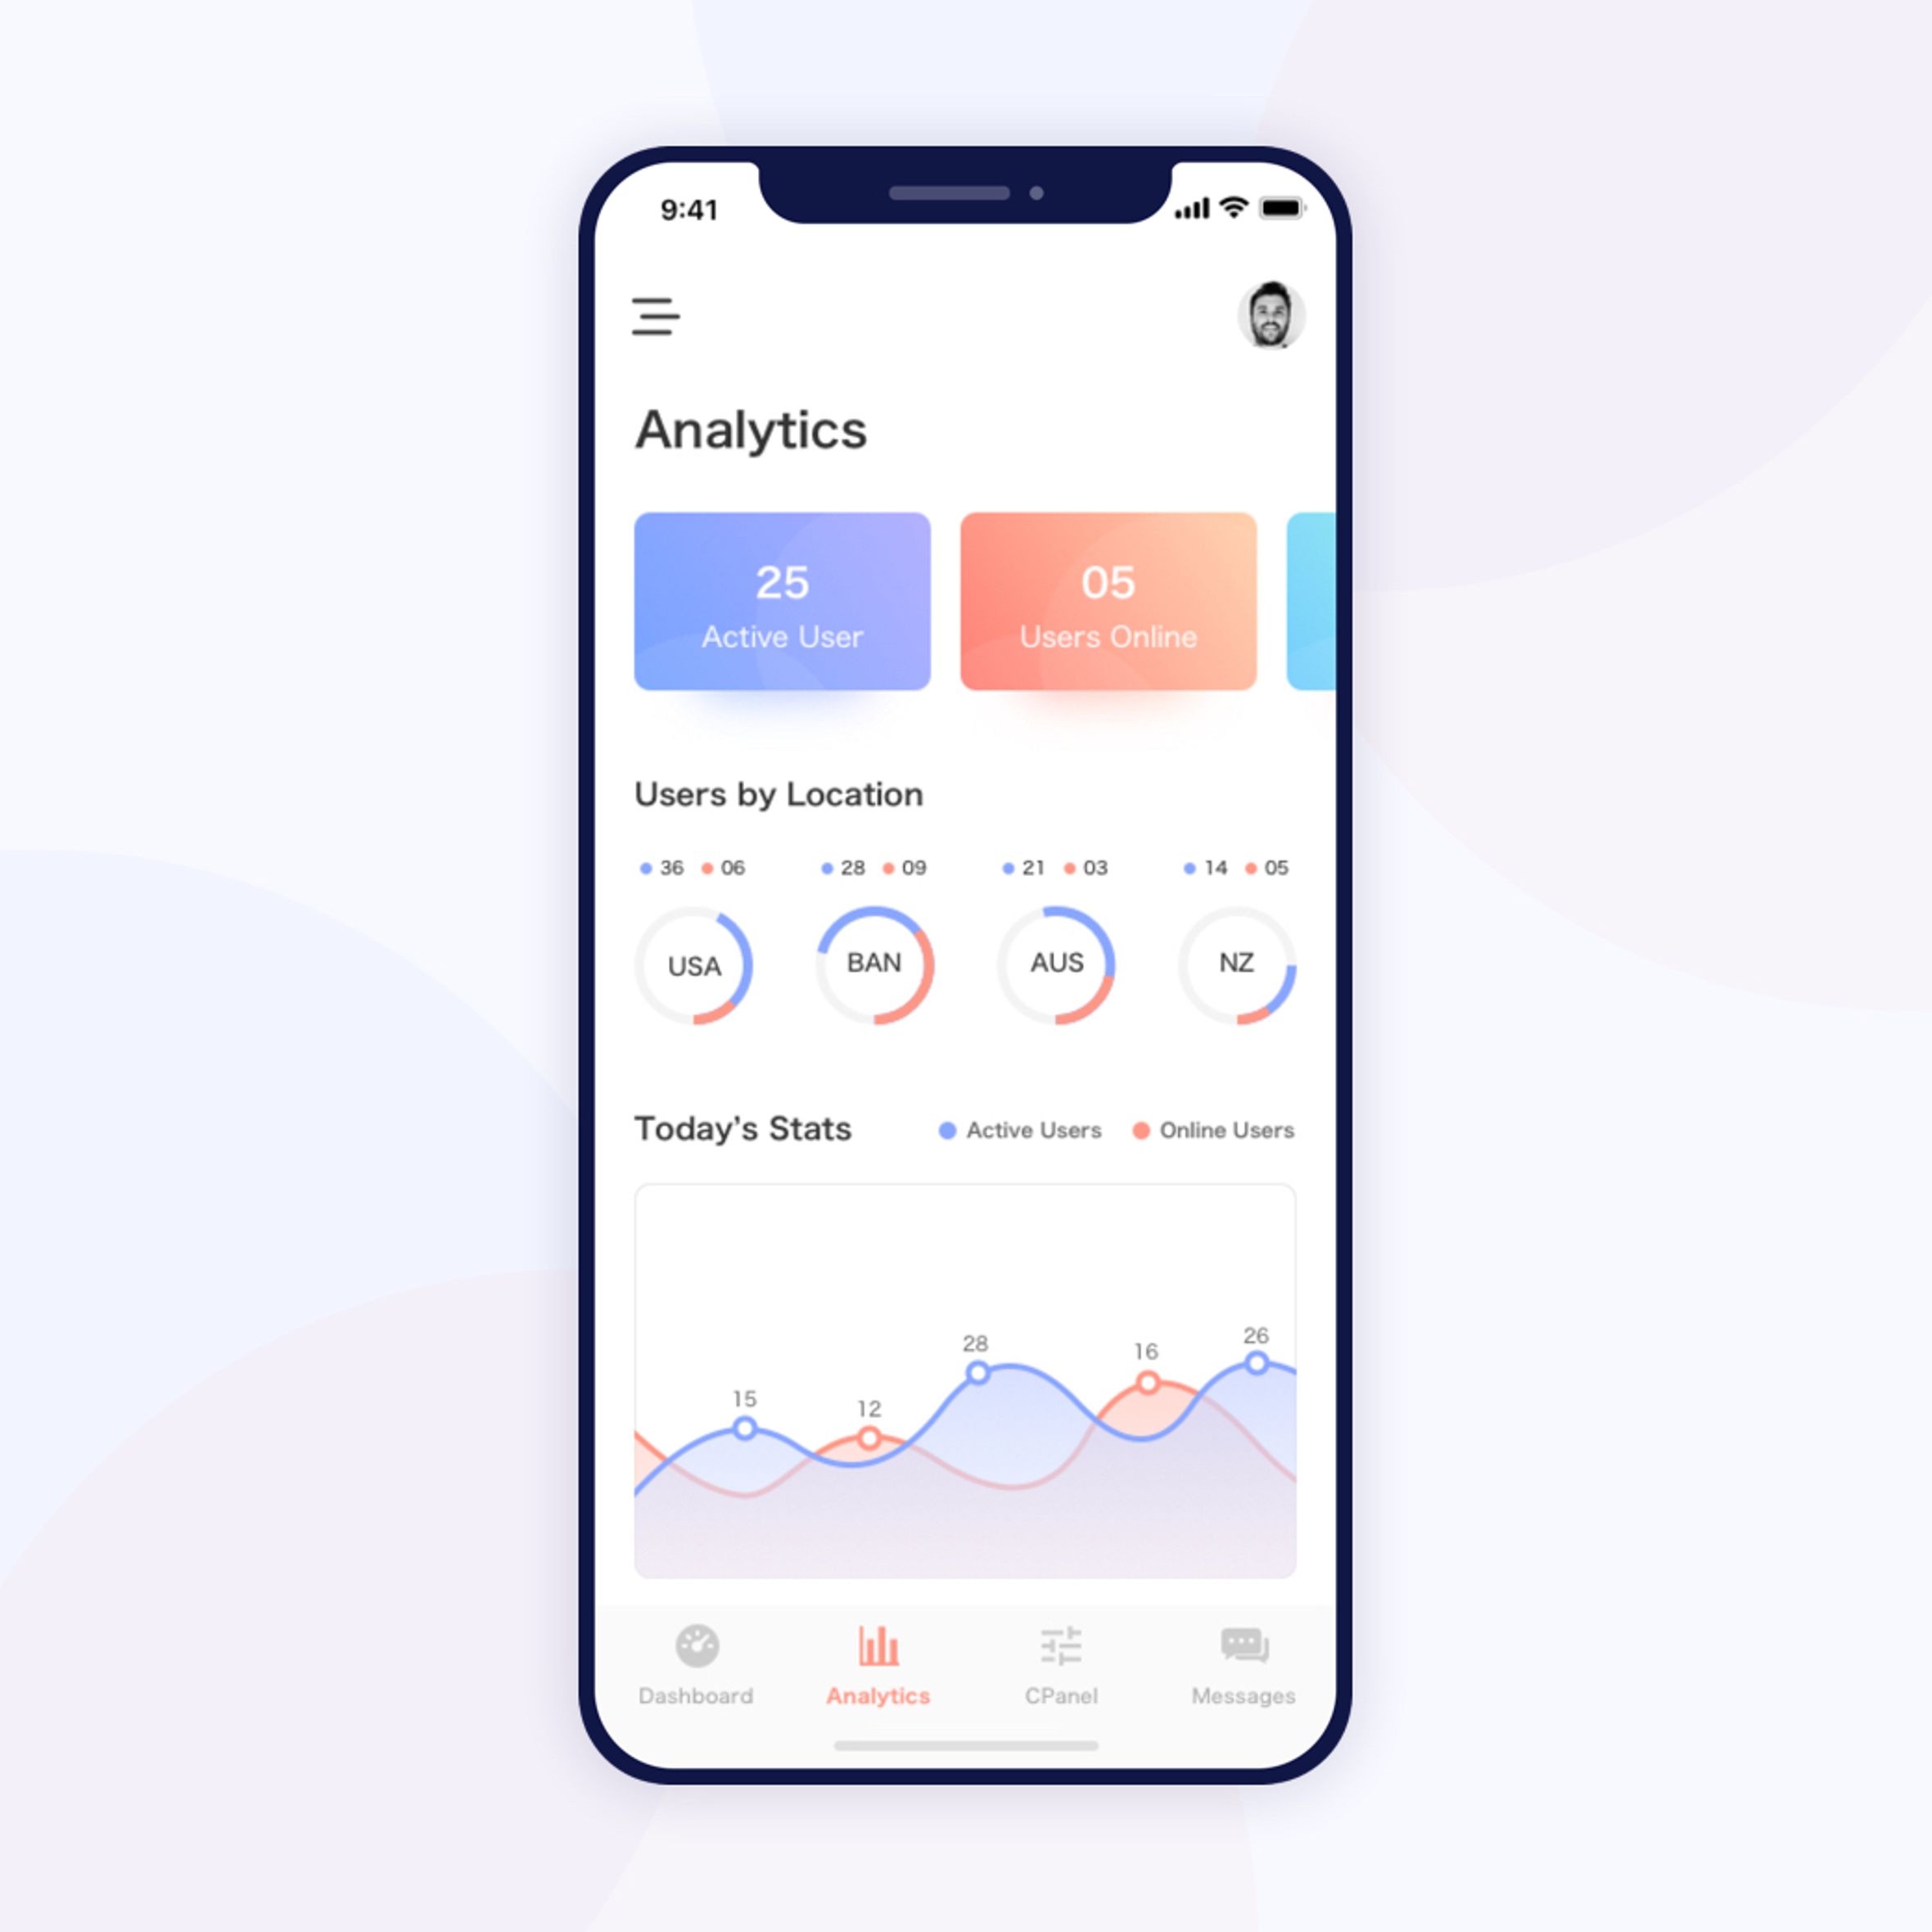 9:41
Analytics
25
Active User
05
Users Online
Users by Location
36 06 28 09 21 03 14 05
USA BAN AUS NZ
Today's Stats Active Users Online Users
15
12
28
16
26
Dashboard Analytics CPanel Messages